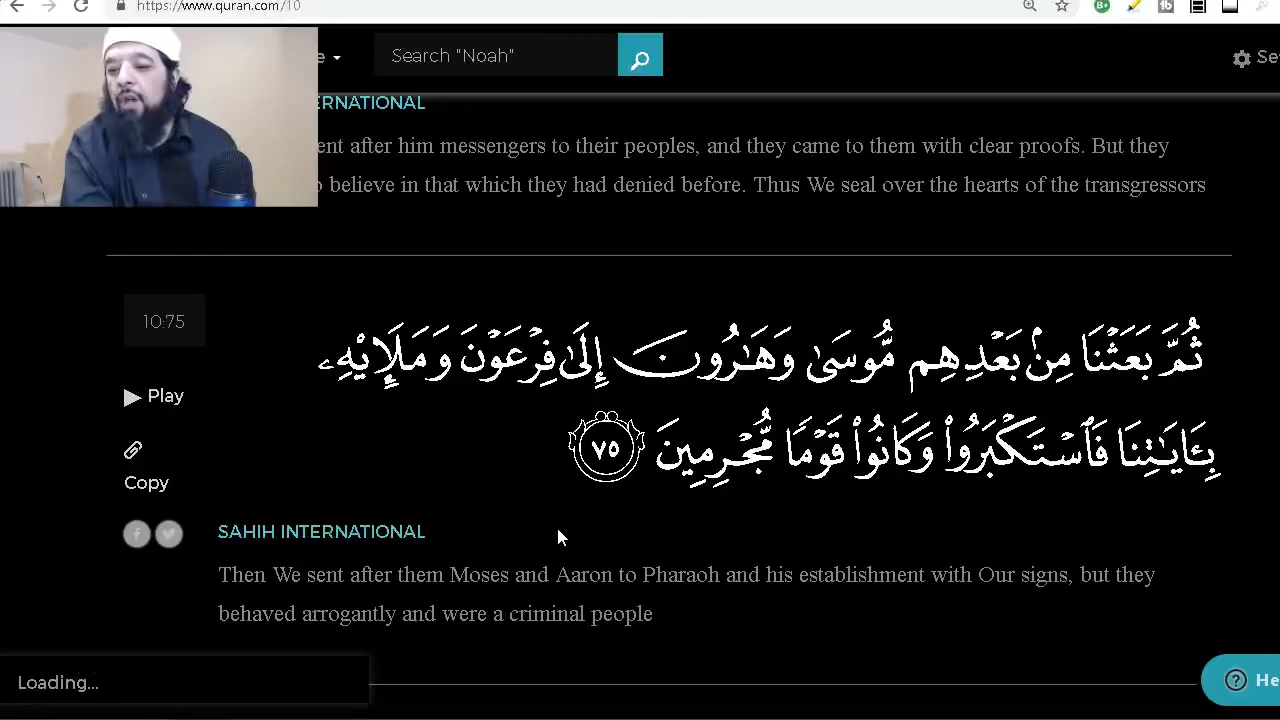 https://www.quran.com/10
e
Search "Noah"
Se
ERNATIONAL
ent after him messengers to their peoples, and they came to them with clear proofs. But they
believe in that which they had denied before. Thus We seal over the hearts of the transgressors
10:75
ثُمَّ بَعَثْنَا مِنۢ بَعْدِهِم مُّوسَىٰ وَهَـٰرُونَ إِلَىٰ فِرْعَوْنَ وَمَلَإِي۟هِۦ
بِـَٔايَـٰتِنَا فَٱسْتَكْبَرُوا۟ وَكَانُوا۟ قَوْمًا مُّجْرِمِينَ ٧٥
Play
Copy
SAHIH INTERNATIONAL
Then We sent after them Moses and Aaron to Pharaoh and his establishment with Our signs, but they
behaved arrogantly and were a criminal people
Loading...
He